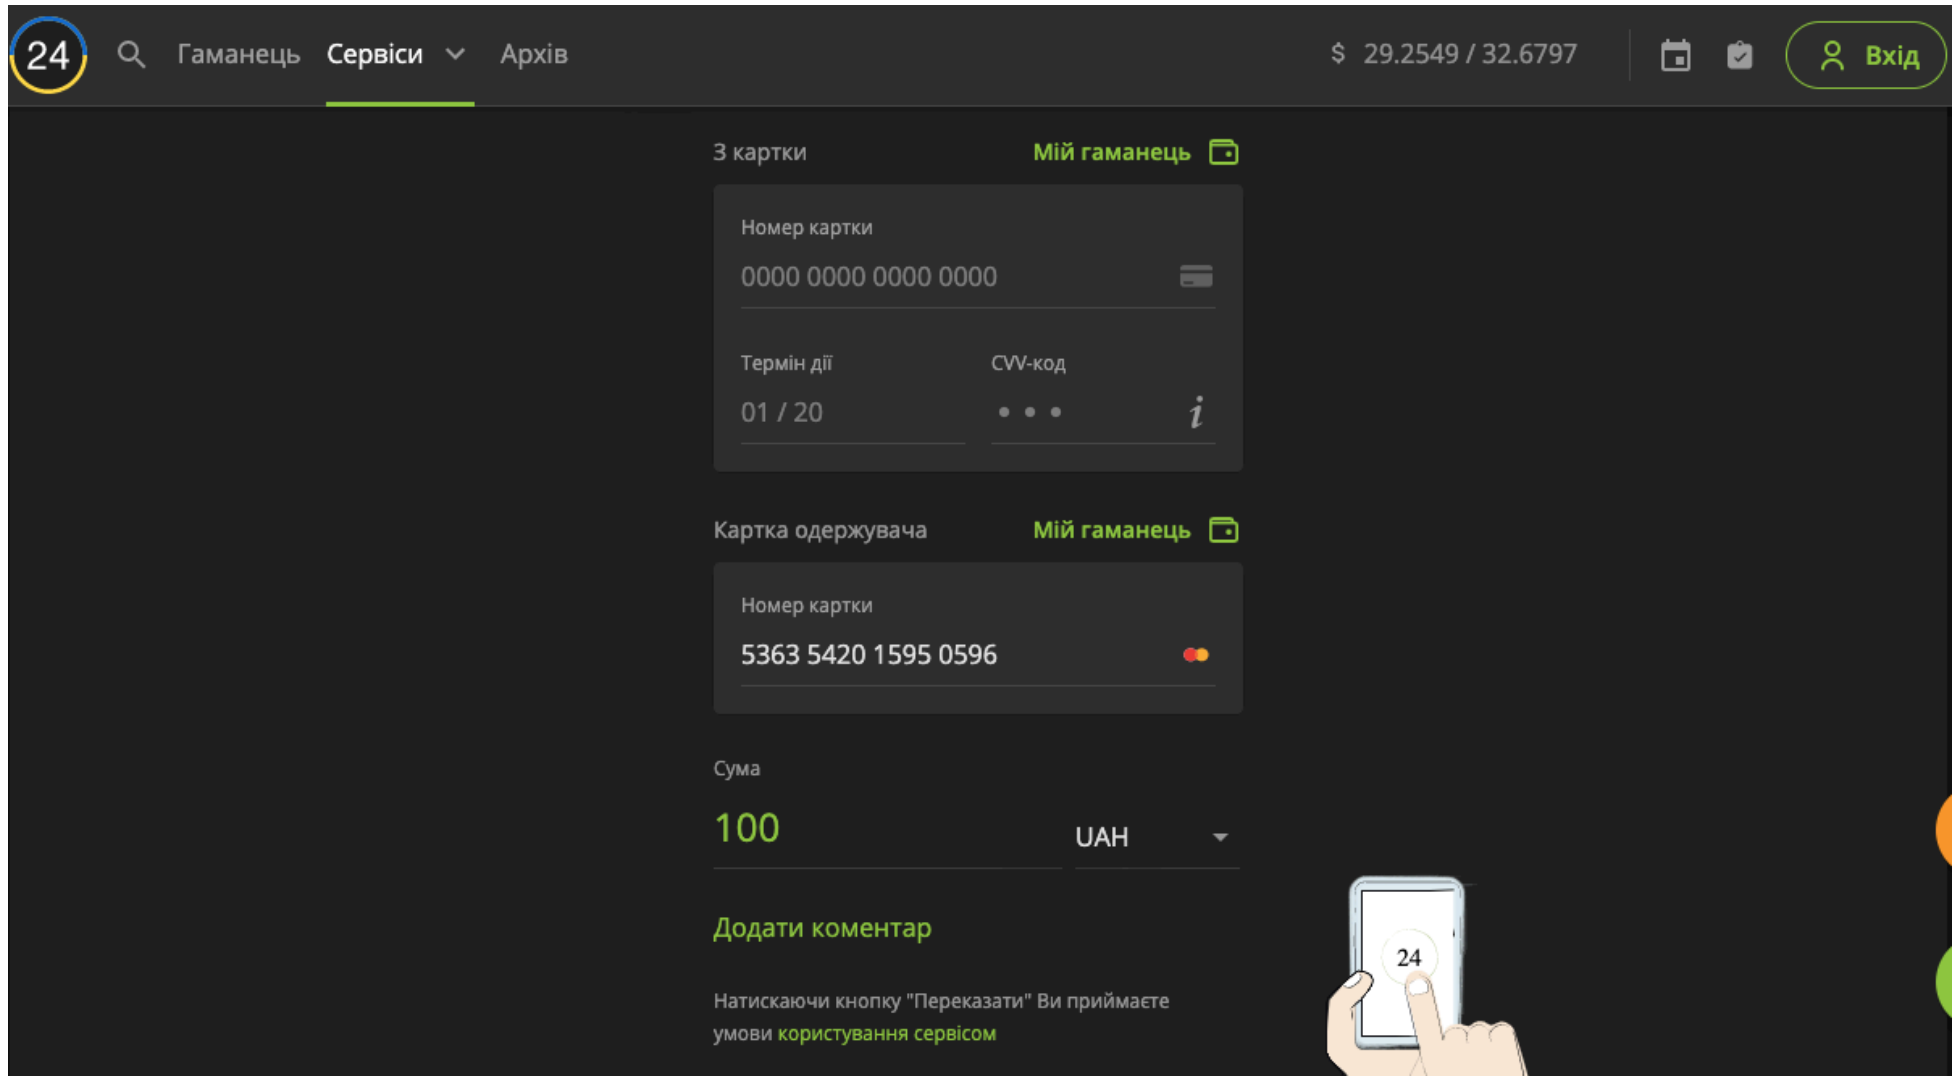 24 Гаманець Сервіси Архів $ 29.2549 / 32.6797 Вхід
З картки Мій гаманець
Номер картки
0000 0000 0000 0000
Термін дії CVV-код
01 / 20 • • • i
Картка одержувача Мій гаманець
Номер картки
5363 5420 1595 0596
Сума
100 UAH
Додати коментар
24
Натискаючи кнопку "Переказати" Ви приймаєте
умови користування сервісом